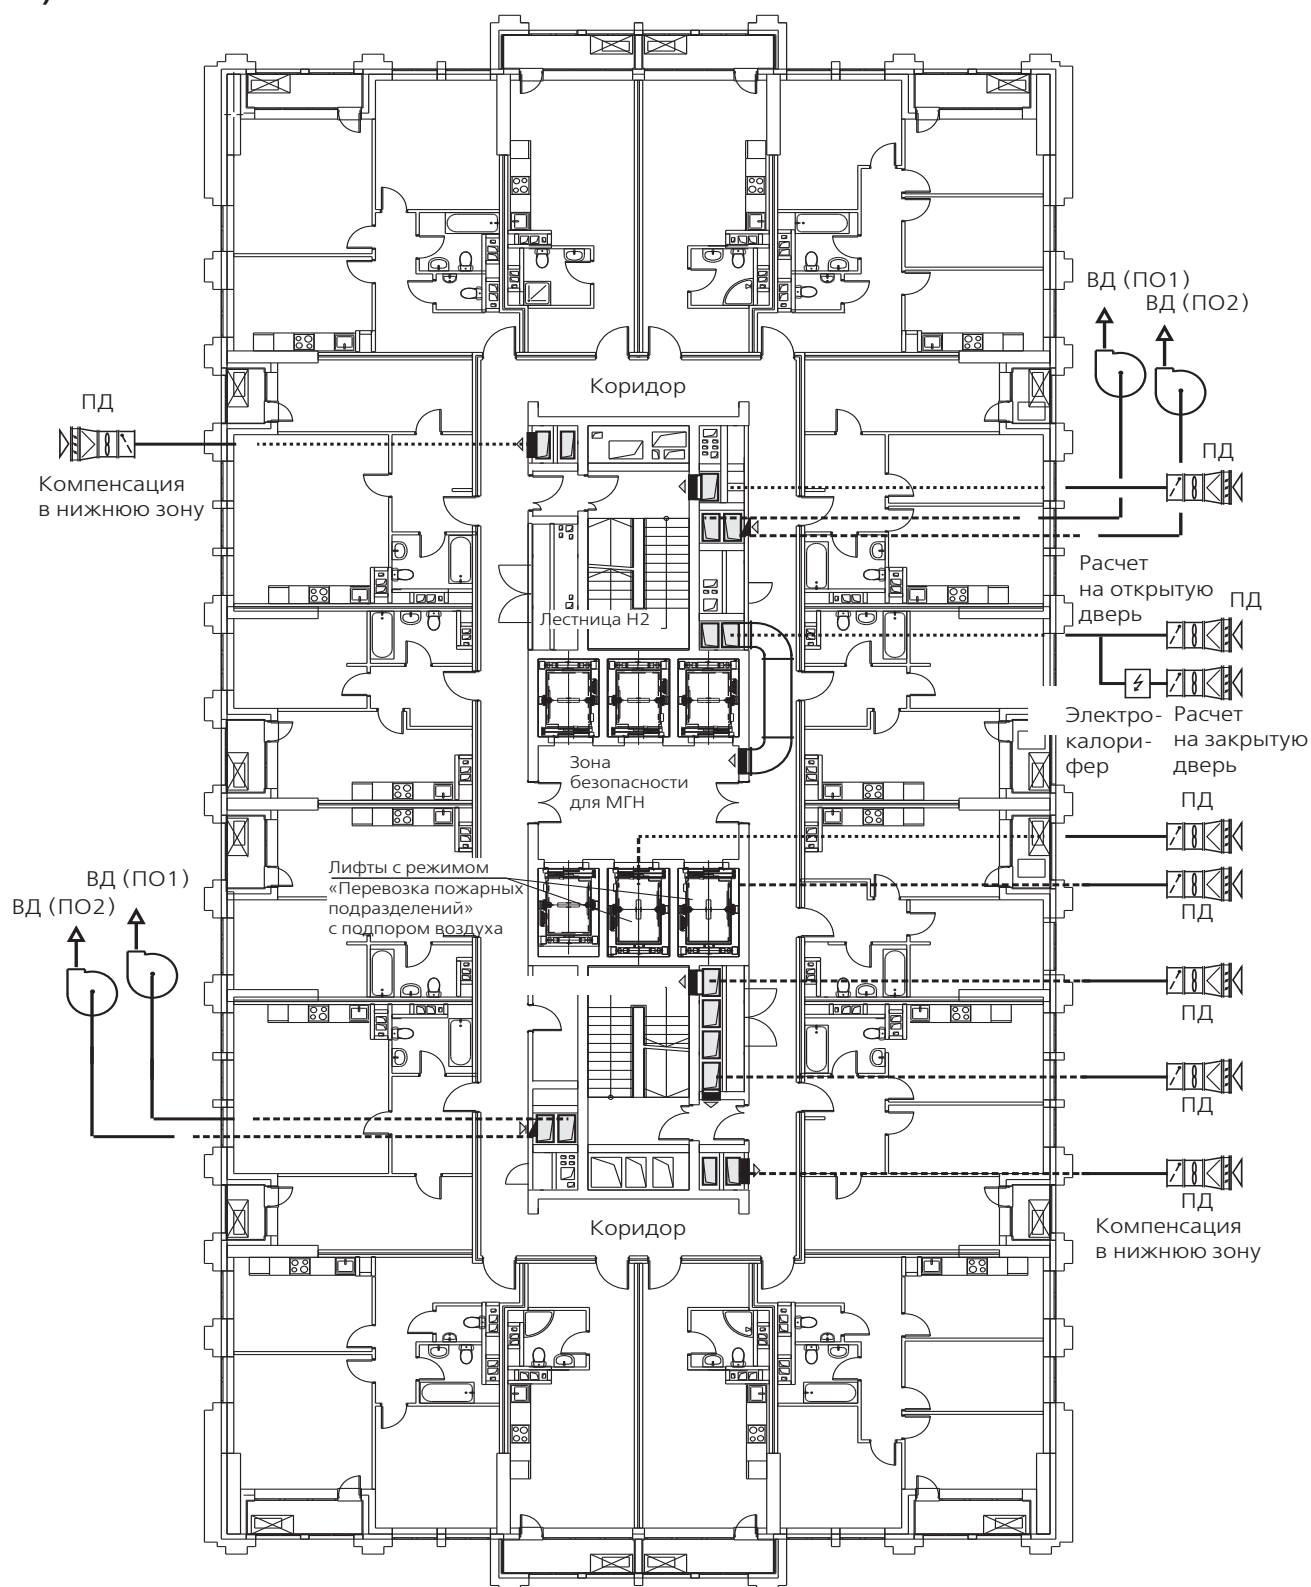 )
ВД (ПО1)
ВД (ПО2)
Коридор
ПД
Компенсация
в нижнюю зону
ПД
Расчет
на открытую
дверь
ПД
Лестница Н2
Электро-
калори-
фер
Расчет
на закрытую
дверь
Зона
безопасности
для МГН
ПД
Лифты с режимом
«Перевозка пожарных
подразделений»
с подпором воздуха
ВД (ПО1)
ВД (ПО2)
ПД
ПД
ПД
ПД
Компенсация
в нижнюю зону
Коридор